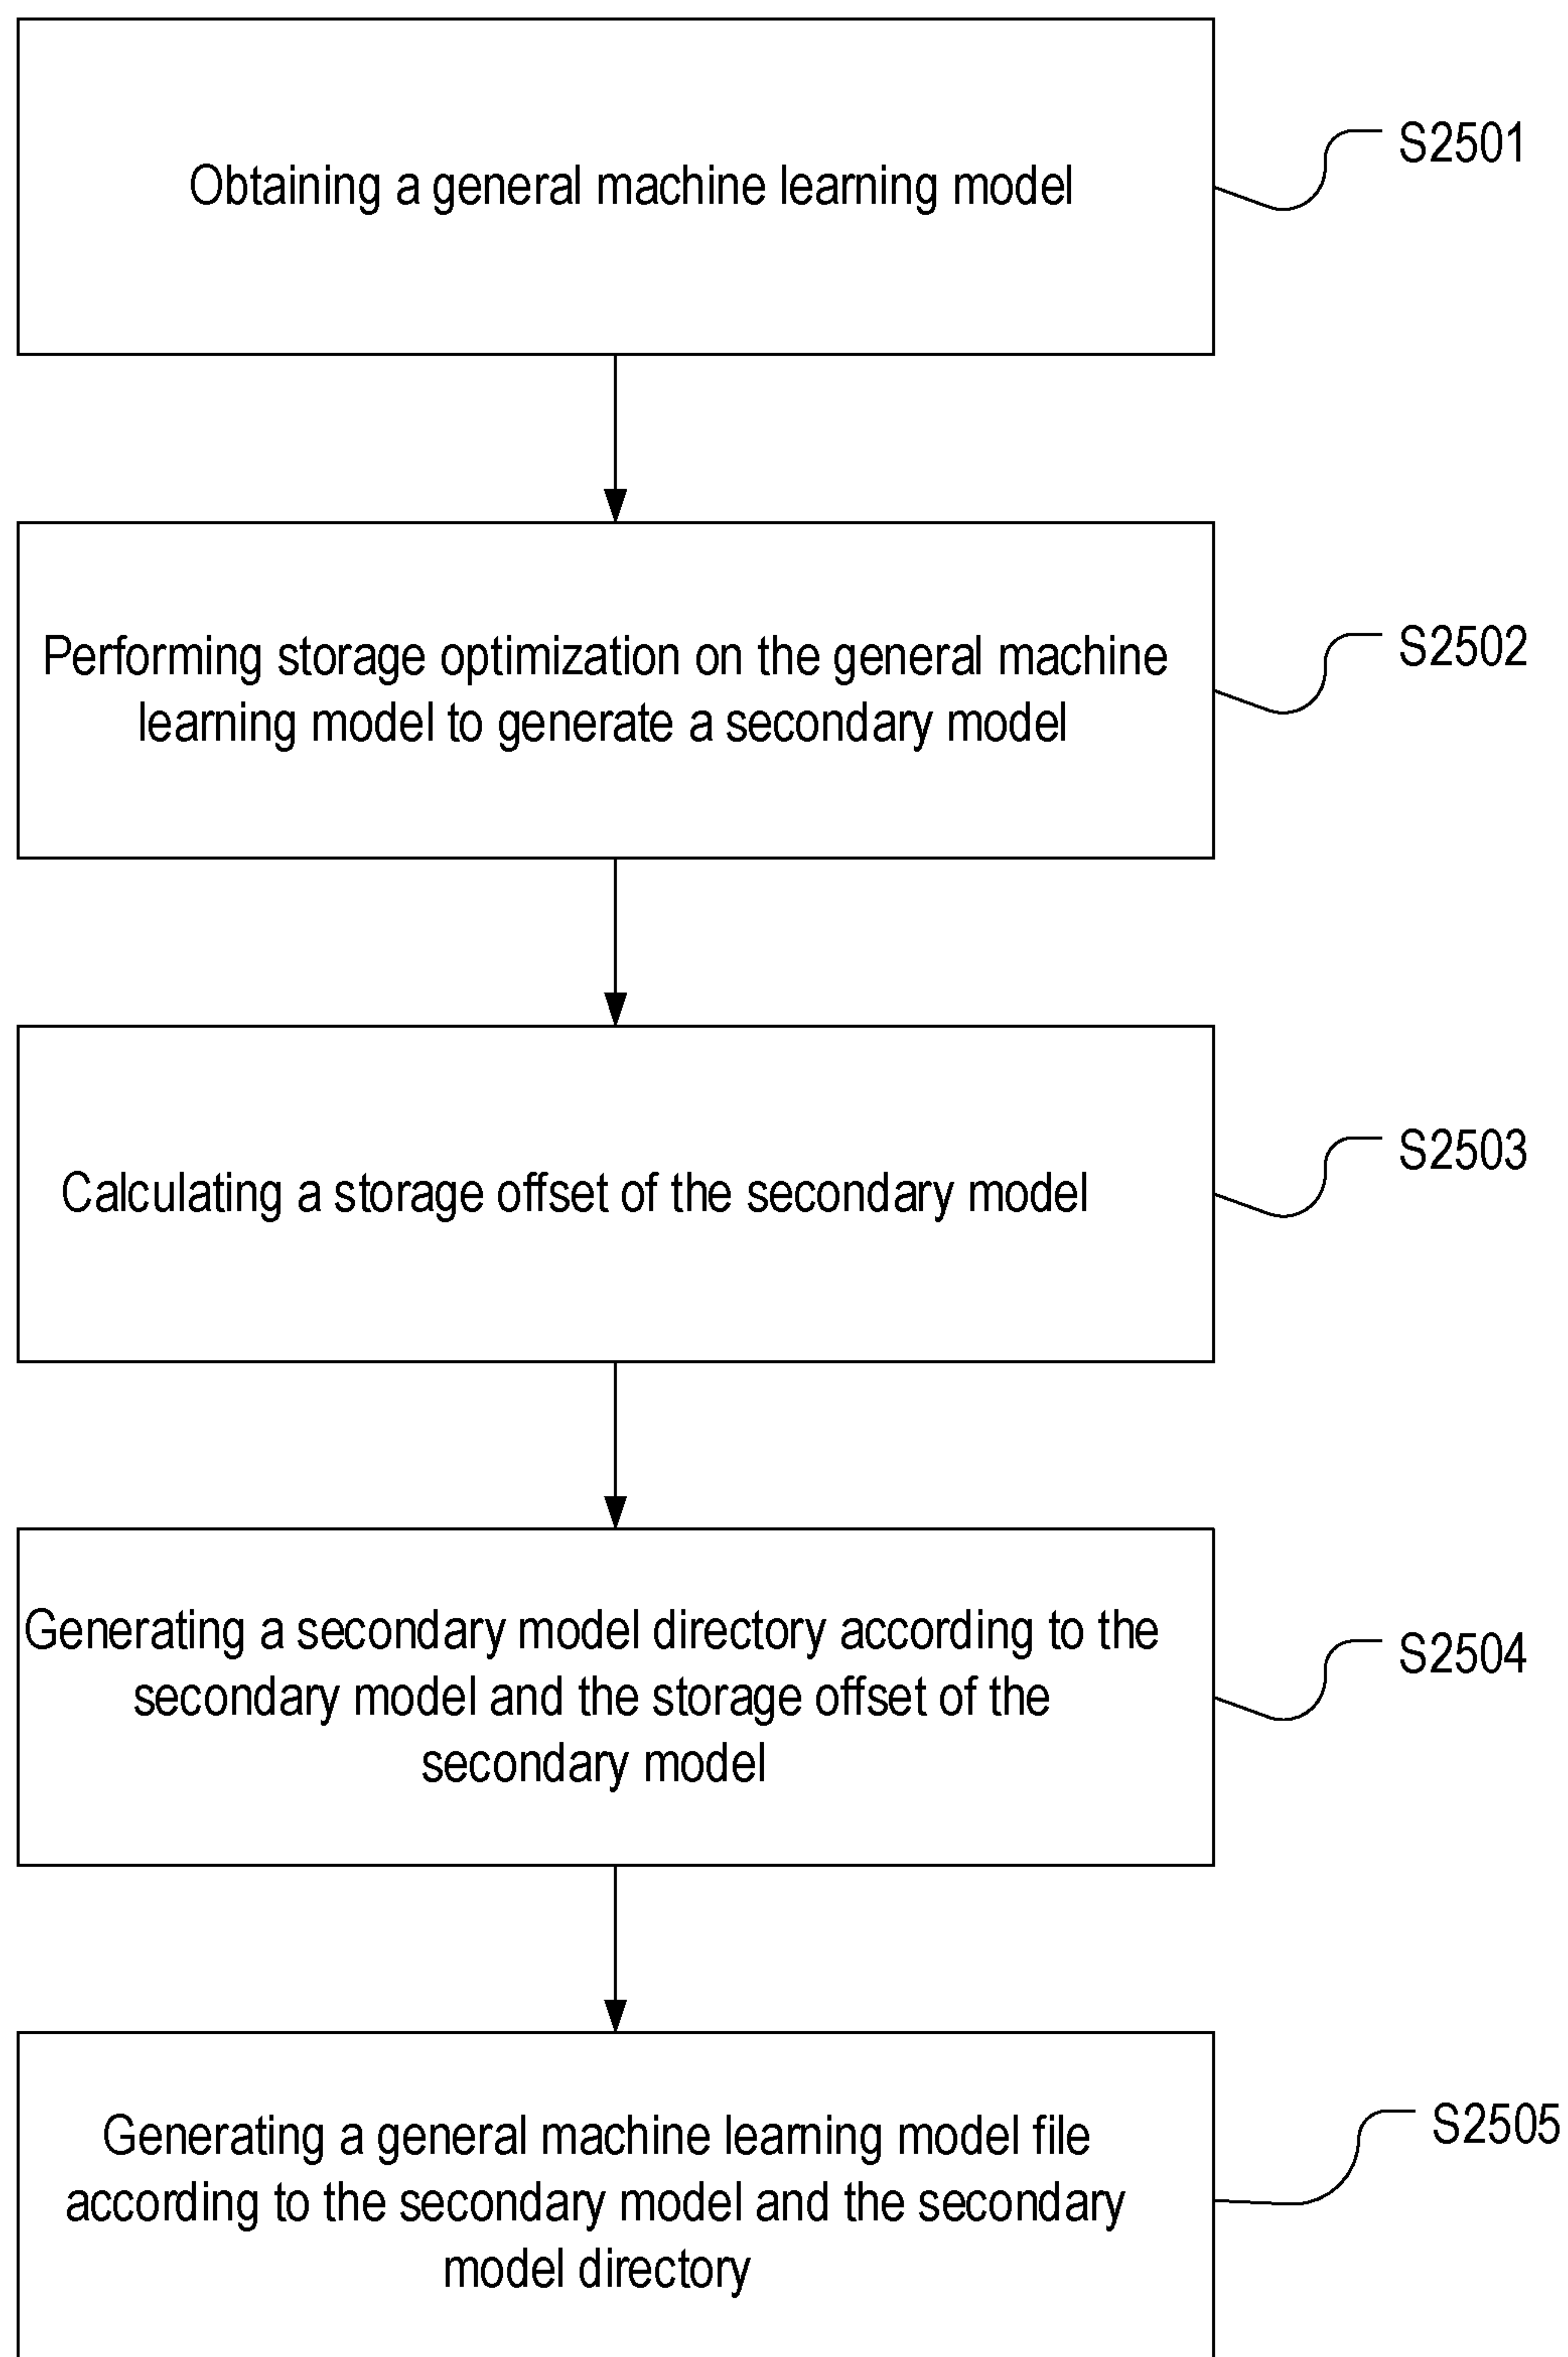 Obtaining a general machine learning model
S2501
Performing storage optimization on the general machine
learning model to generate a secondary model
S2502
Calculating a storage offset of the secondary model
S2503
Generating a secondary model directory according to the
secondary model and the storage offset of the
secondary model
S2504
Generating a general machine learning model file
according to the secondary model and the secondary
model directory
S2505